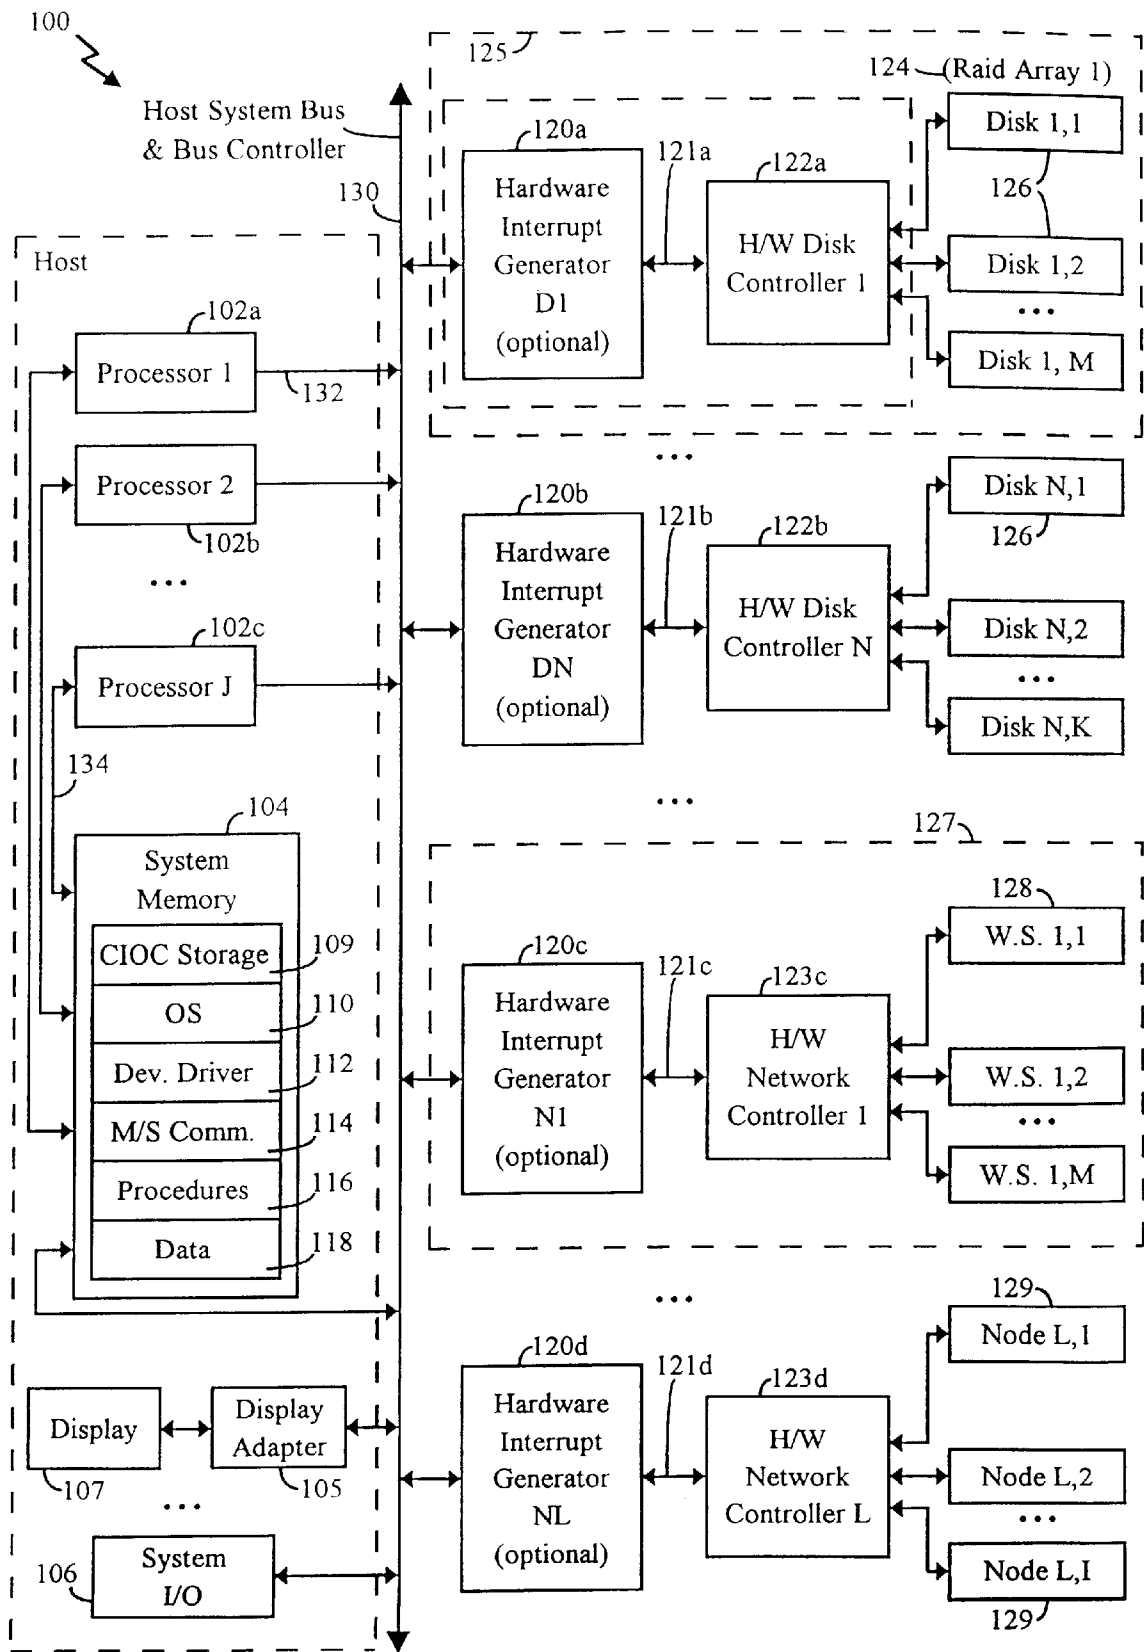 100
Host System Bus
& Bus Controller
130
125
124 (Raid Array 1)
120a
Hardware
Interrupt
Generator
D1
(optional)
121a
122a
H/W Disk
Controller 1
Disk 1,1
126
Disk 1,2
...
Disk 1, M
Host
102a
Processor 1
132
Processor 2
102b
...
102c
Processor J
134
...
120b
Hardware
Interrupt
Generator
DN
(optional)
121b
122b
H/W Disk
Controller N
Disk N,1
126
Disk N,2
...
Disk N,K
...
104
System
Memory
CIOC Storage
109
OS
110
Dev. Driver
112
M/S Comm.
114
Procedures
116
Data
118
127
120c
Hardware
Interrupt
Generator
N1
(optional)
121c
123c
H/W
Network
Controller 1
128
W.S. 1,1
W.S. 1,2
...
W.S. 1,M
...
Display
107
Display
Adapter
105
...
106
System
I/O
120d
Hardware
Interrupt
Generator
NL
(optional)
121d
123d
H/W
Network
Controller L
129
Node L,1
Node L,2
...
Node L,I
129